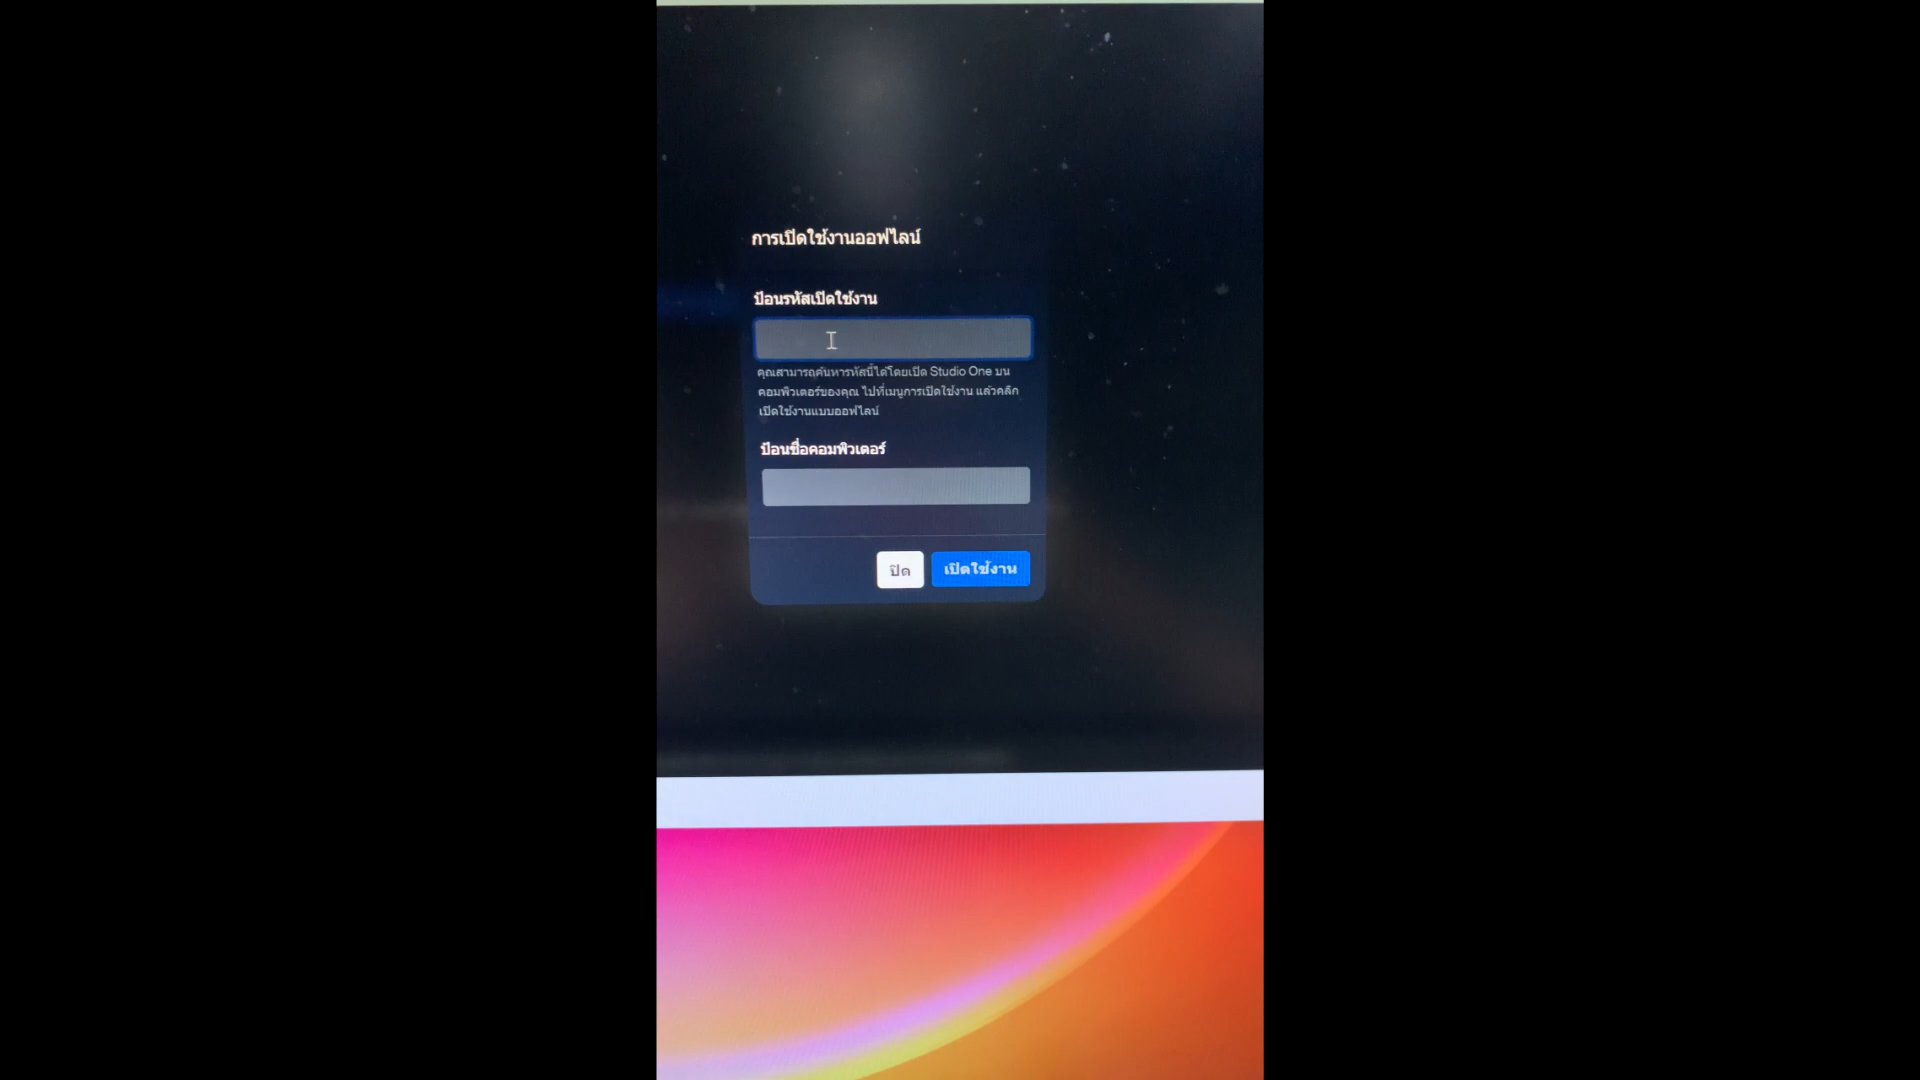 การเปิดใช้งานออฟไลน์
ป้อนรหัสเปิดใช้งาน
คุณสามารถค้นหารหัสนี้ได้โดยเปิด Studio One บน
คอมพิวเตอร์ของคุณ ไปที่เมนูการเปิดใช้งาน แล้วคลิก
เปิดใช้งานแบบออฟไลน์
ป้อนชื่อคอมพิวเตอร์
ปิด
เปิดใช้งาน